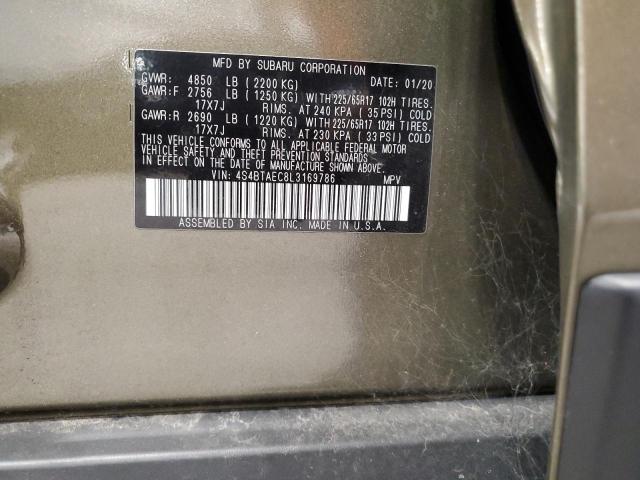 MFD BY SUBARU CORPORATION
GVWR: 4850 LB ( 2200 KG) DATE: 01/20
GAWR:F 2756 LB ( 1250 KG) WITH 225/65R17 102H TIRES.
17X7J RIMS. AT 240 KPA ( 35 PSI) COLD
GAWR:R 2690 LB ( 1220 KG) WITH 225/65R17 102H TIRES.
17X7J RIMS. AT 230 KPA ( 33 PSI) COLD
THIS VEHICLE CONFORMS TO ALL APPLICABLE FEDERAL MOTOR
VEHICLE SAFETY AND THEFT PREVENTION STANDARDS
IN EFFECT ON THE DATE OF MANUFACTURE SHOWN ABOVE.
VIN: 4S4BTAEC8L3169786 MPV
ASSEMBLED BY SIA INC. MADE IN U.S.A.